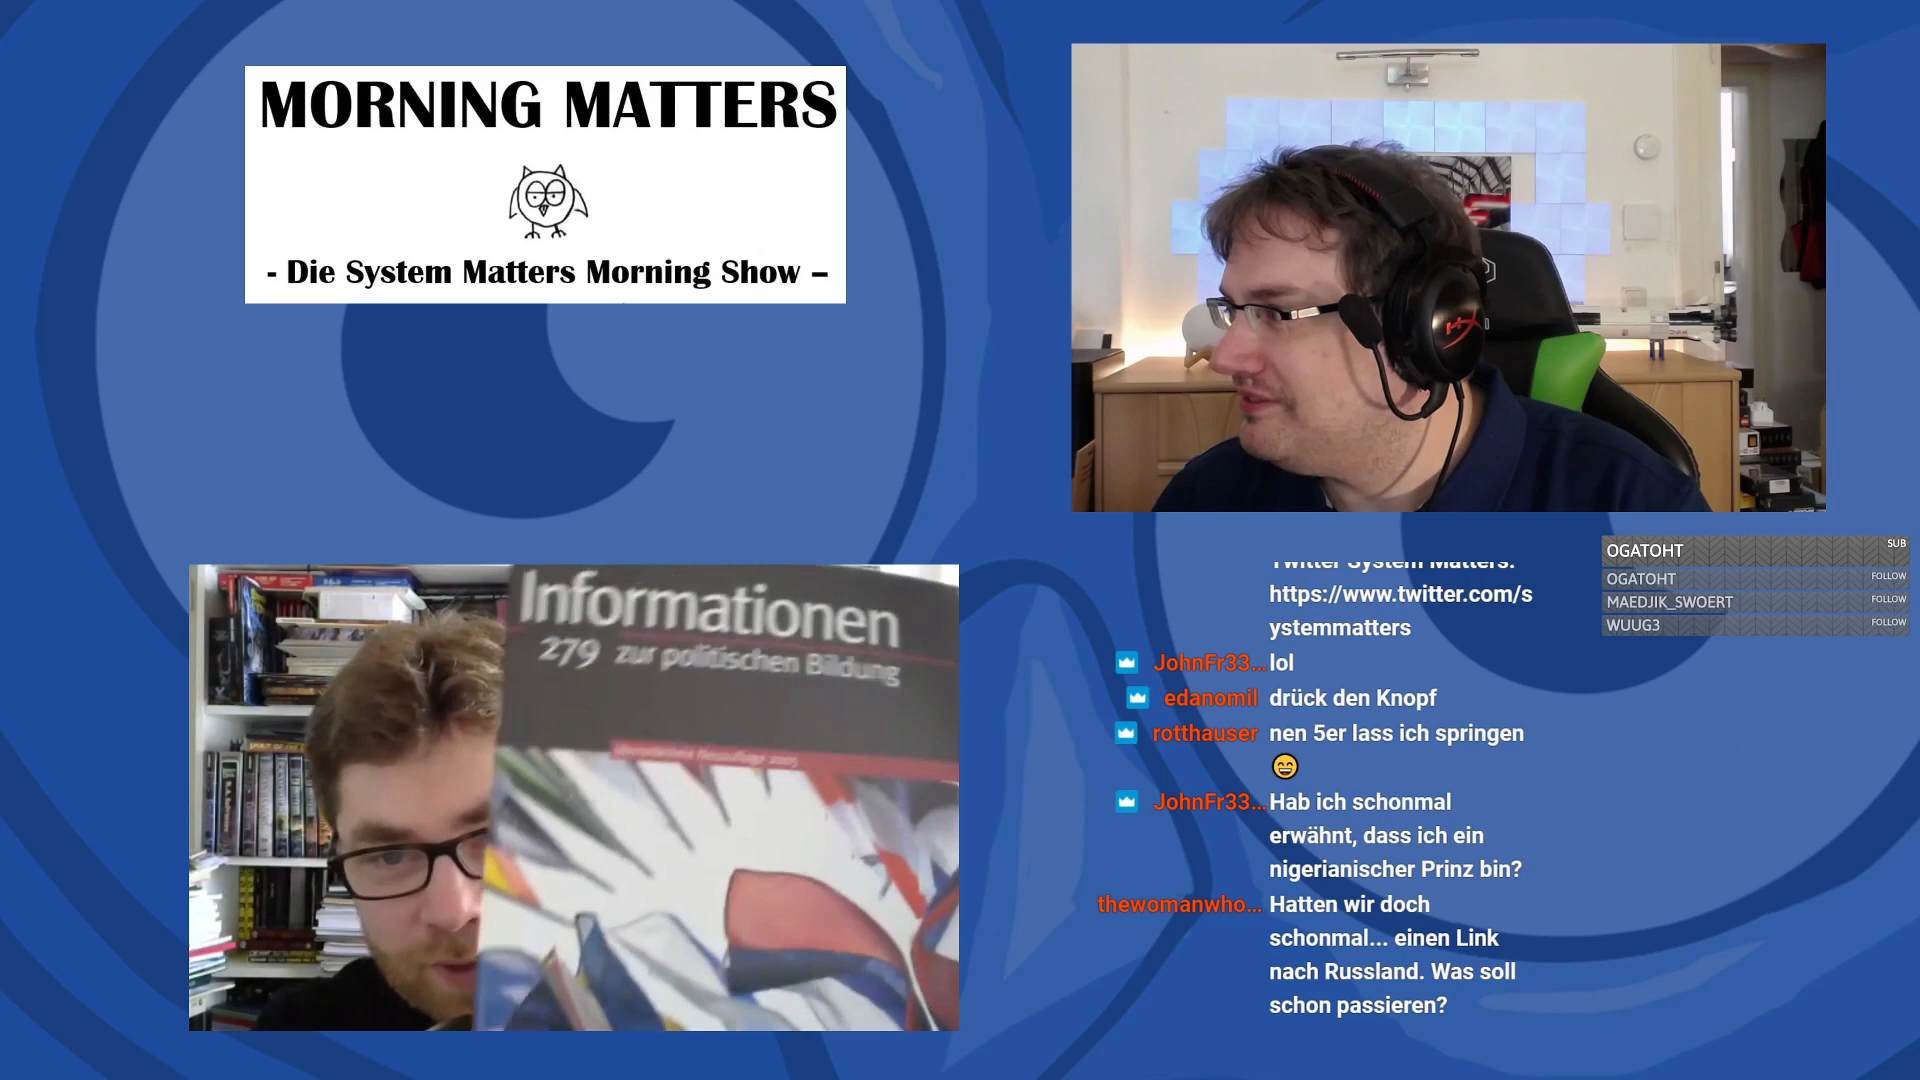 MORNING MATTERS
- Die System Matters Morning Show –
Informationen
279 zur politischen Bildung
Twitter System Matters:
https://www.twitter.com/s
ystemmatters
JohnFr33... lol
edanomil drück den Knopf
rotthauser nen 5er lass ich springen
😄
JohnFr33... Hab ich schonmal
erwähnt, dass ich ein
nigerianischer Prinz bin?
thewomanwho... Hatten wir doch
schonmal... einen Link
nach Russland. Was soll
schon passieren?
OGATOHT SUB
OGATOHT FOLLOW
MAEDJIK_SWOERT FOLLOW
WUUG3 FOLLOW